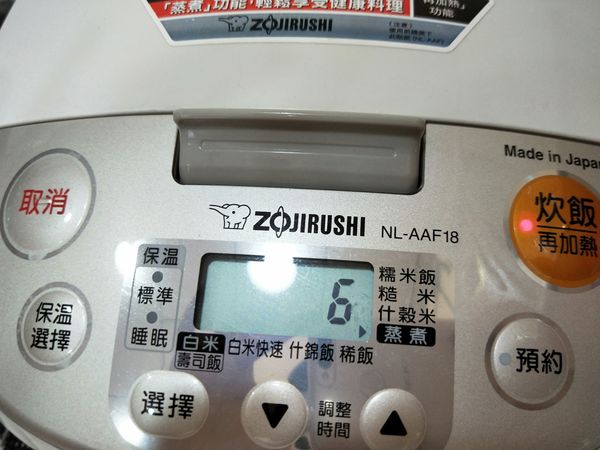 「蒸煮」功能,輕鬆享受健康料理
再加熱」
功能
ZOJIRUSHI
(注意)
Made in Japan
取消
ZOJIRUSHI NL-AAF18
炊飯
再加熱
保溫
標準
睡眠
6
糯米飯
糙 米
什穀米
蒸煮
保溫
選擇
白米
壽司飯
白米快速 什錦飯 稀飯
預約
選擇
▼
調整
時間
▲